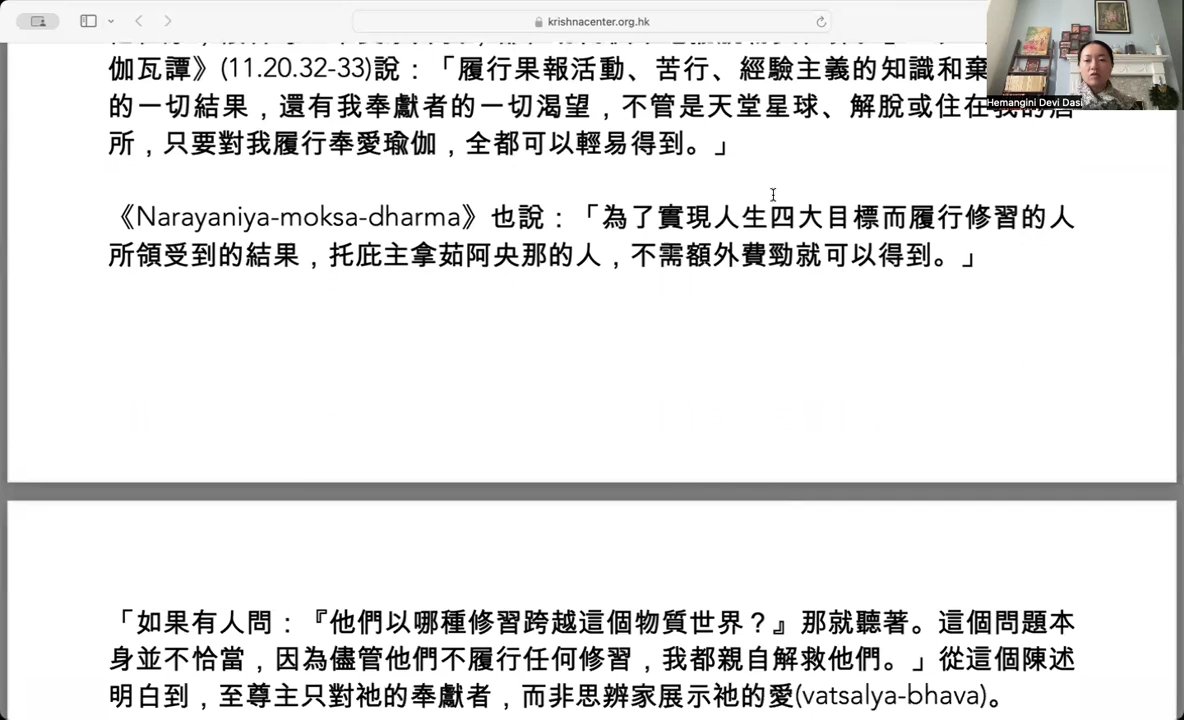 krishnacenter.org.hk
Hemangini Devi Dasi
伽瓦譚》(11.20.32-33)說：「履行果報活動、苦行、經驗主義的知識和棄
的一切結果，還有我奉獻者的一切渴望，不管是天堂星球、解脫或住在我的居
所，只要對我履行奉愛瑜伽，全都可以輕易得到。」
《Narayaniya-moksa-dharma》也說：「為了實現人生四大目標而履行修習的人
所領受到的結果，托庇主拿茹阿央那的人，不需額外費勁就可以得到。」
「如果有人問：『他們以哪種修習跨越這個物質世界？』那就聽著。這個問題本
身並不恰當，因為儘管他們不履行任何修習，我都親自解救他們。」從這個陳述
明白到，至尊主只對祂的奉獻者，而非思辨家展示祂的愛(vatsalya-bhava)。